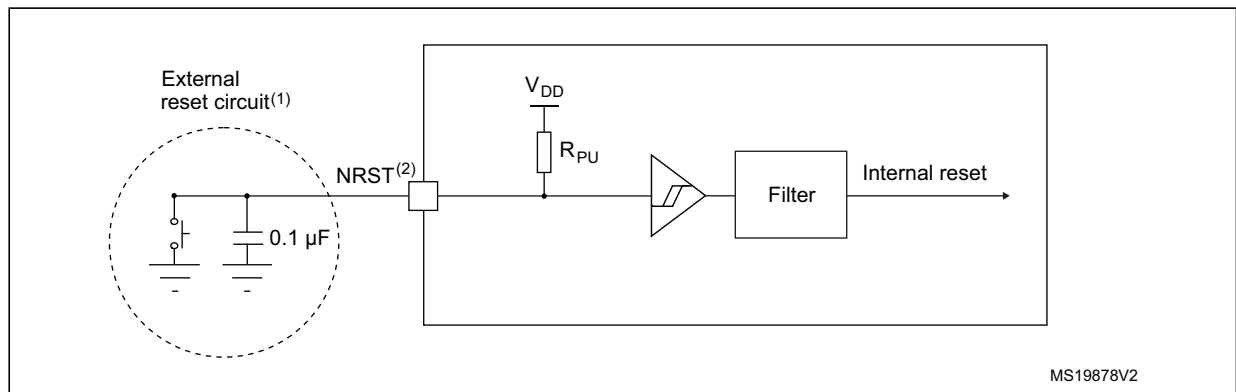 External
reset circuit(1)
VDD
RPU
NRST(2)
Filter
Internal reset
0.1 µF
MS19878V2